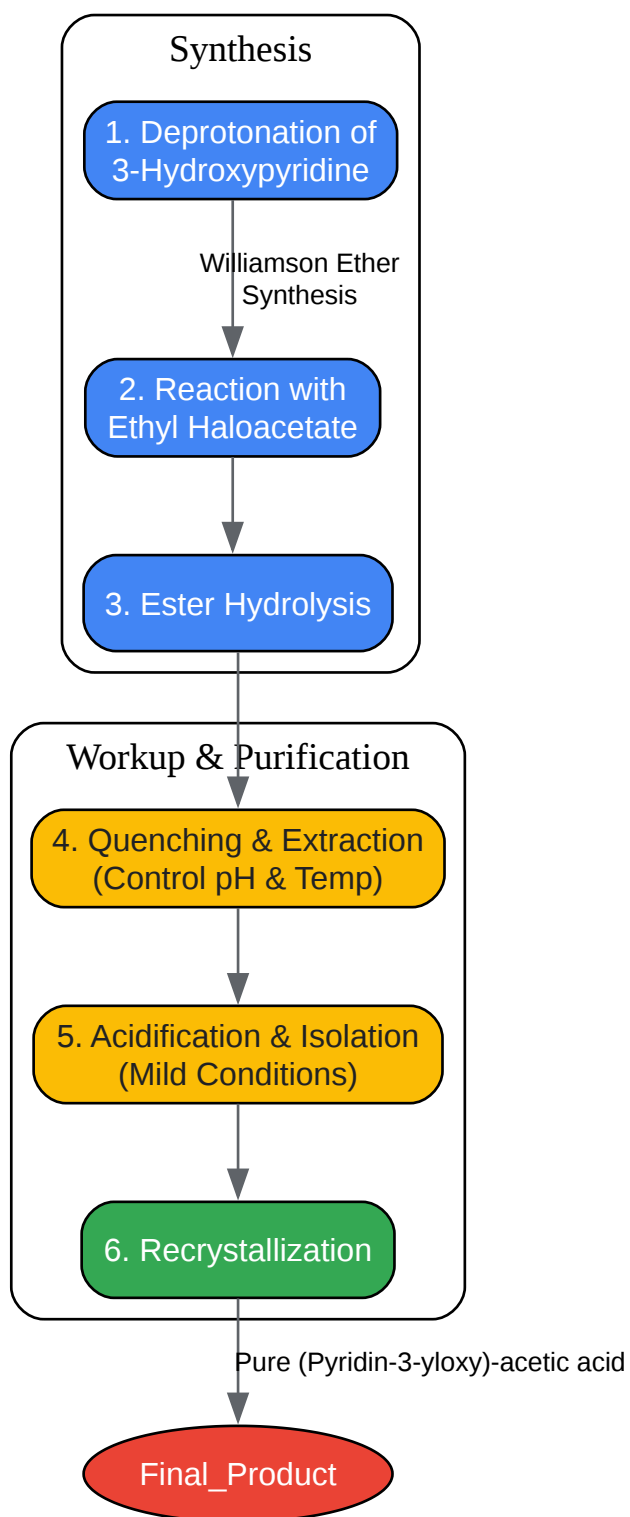 Synthesis
1. Deprotonation of
3-Hydroxypyridine
Williamson Ether
Synthesis
2. Reaction with
Ethyl Haloacetate
3. Ester Hydrolysis
Workup & Purification
4. Quenching & Extraction
(Control pH & Temp)
5. Acidification & Isolation
(Mild Conditions)
6. Recrystallization
Pure (Pyridin-3-yloxy)-acetic acid
Final_Product